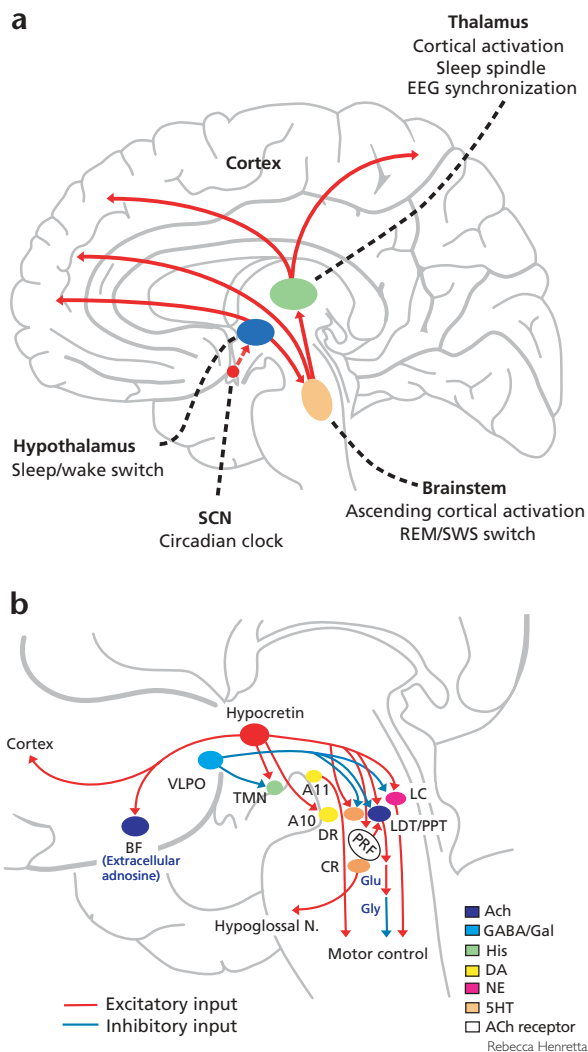 a
Thalamus
Cortical activation
Sleep spindle
EEG synchronization
Cortex
Hypothalamus
Sleep/wake switch
SCN
Circadian clock
Brainstem
Ascending cortical activation
REM/SWS switch
b
Hypocretin
Cortex
VLPO
TMN
A11
LC
A10
DR
LDT/PPT
BF
(Extracellular
adnosine)
PRF
CR
Glu
Gly
Hypoglossal N.
Motor control
Ach
GABA/Gal
His
DA
NE
5HT
ACh receptor
Excitatory input
Inhibitory input
Rebecca Henretta